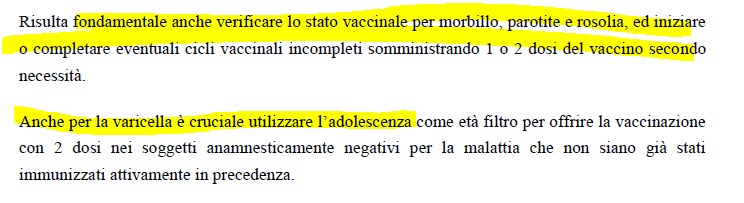 Risulta fondamentale anche verificare lo stato vaccinale per morbillo, parotite e rosolia, ed iniziare
o completare eventuali cicli vaccinali incompleti somministrando 1 o 2 dosi del vaccino secondo
necessità.
Anche per la varicella è cruciale utilizzare l’adolescenza come età filtro per offrire la vaccinazione
con 2 dosi nei soggetti anamnesticamente negativi per la malattia che non siano già stati
immunizzati attivamente in precedenza.